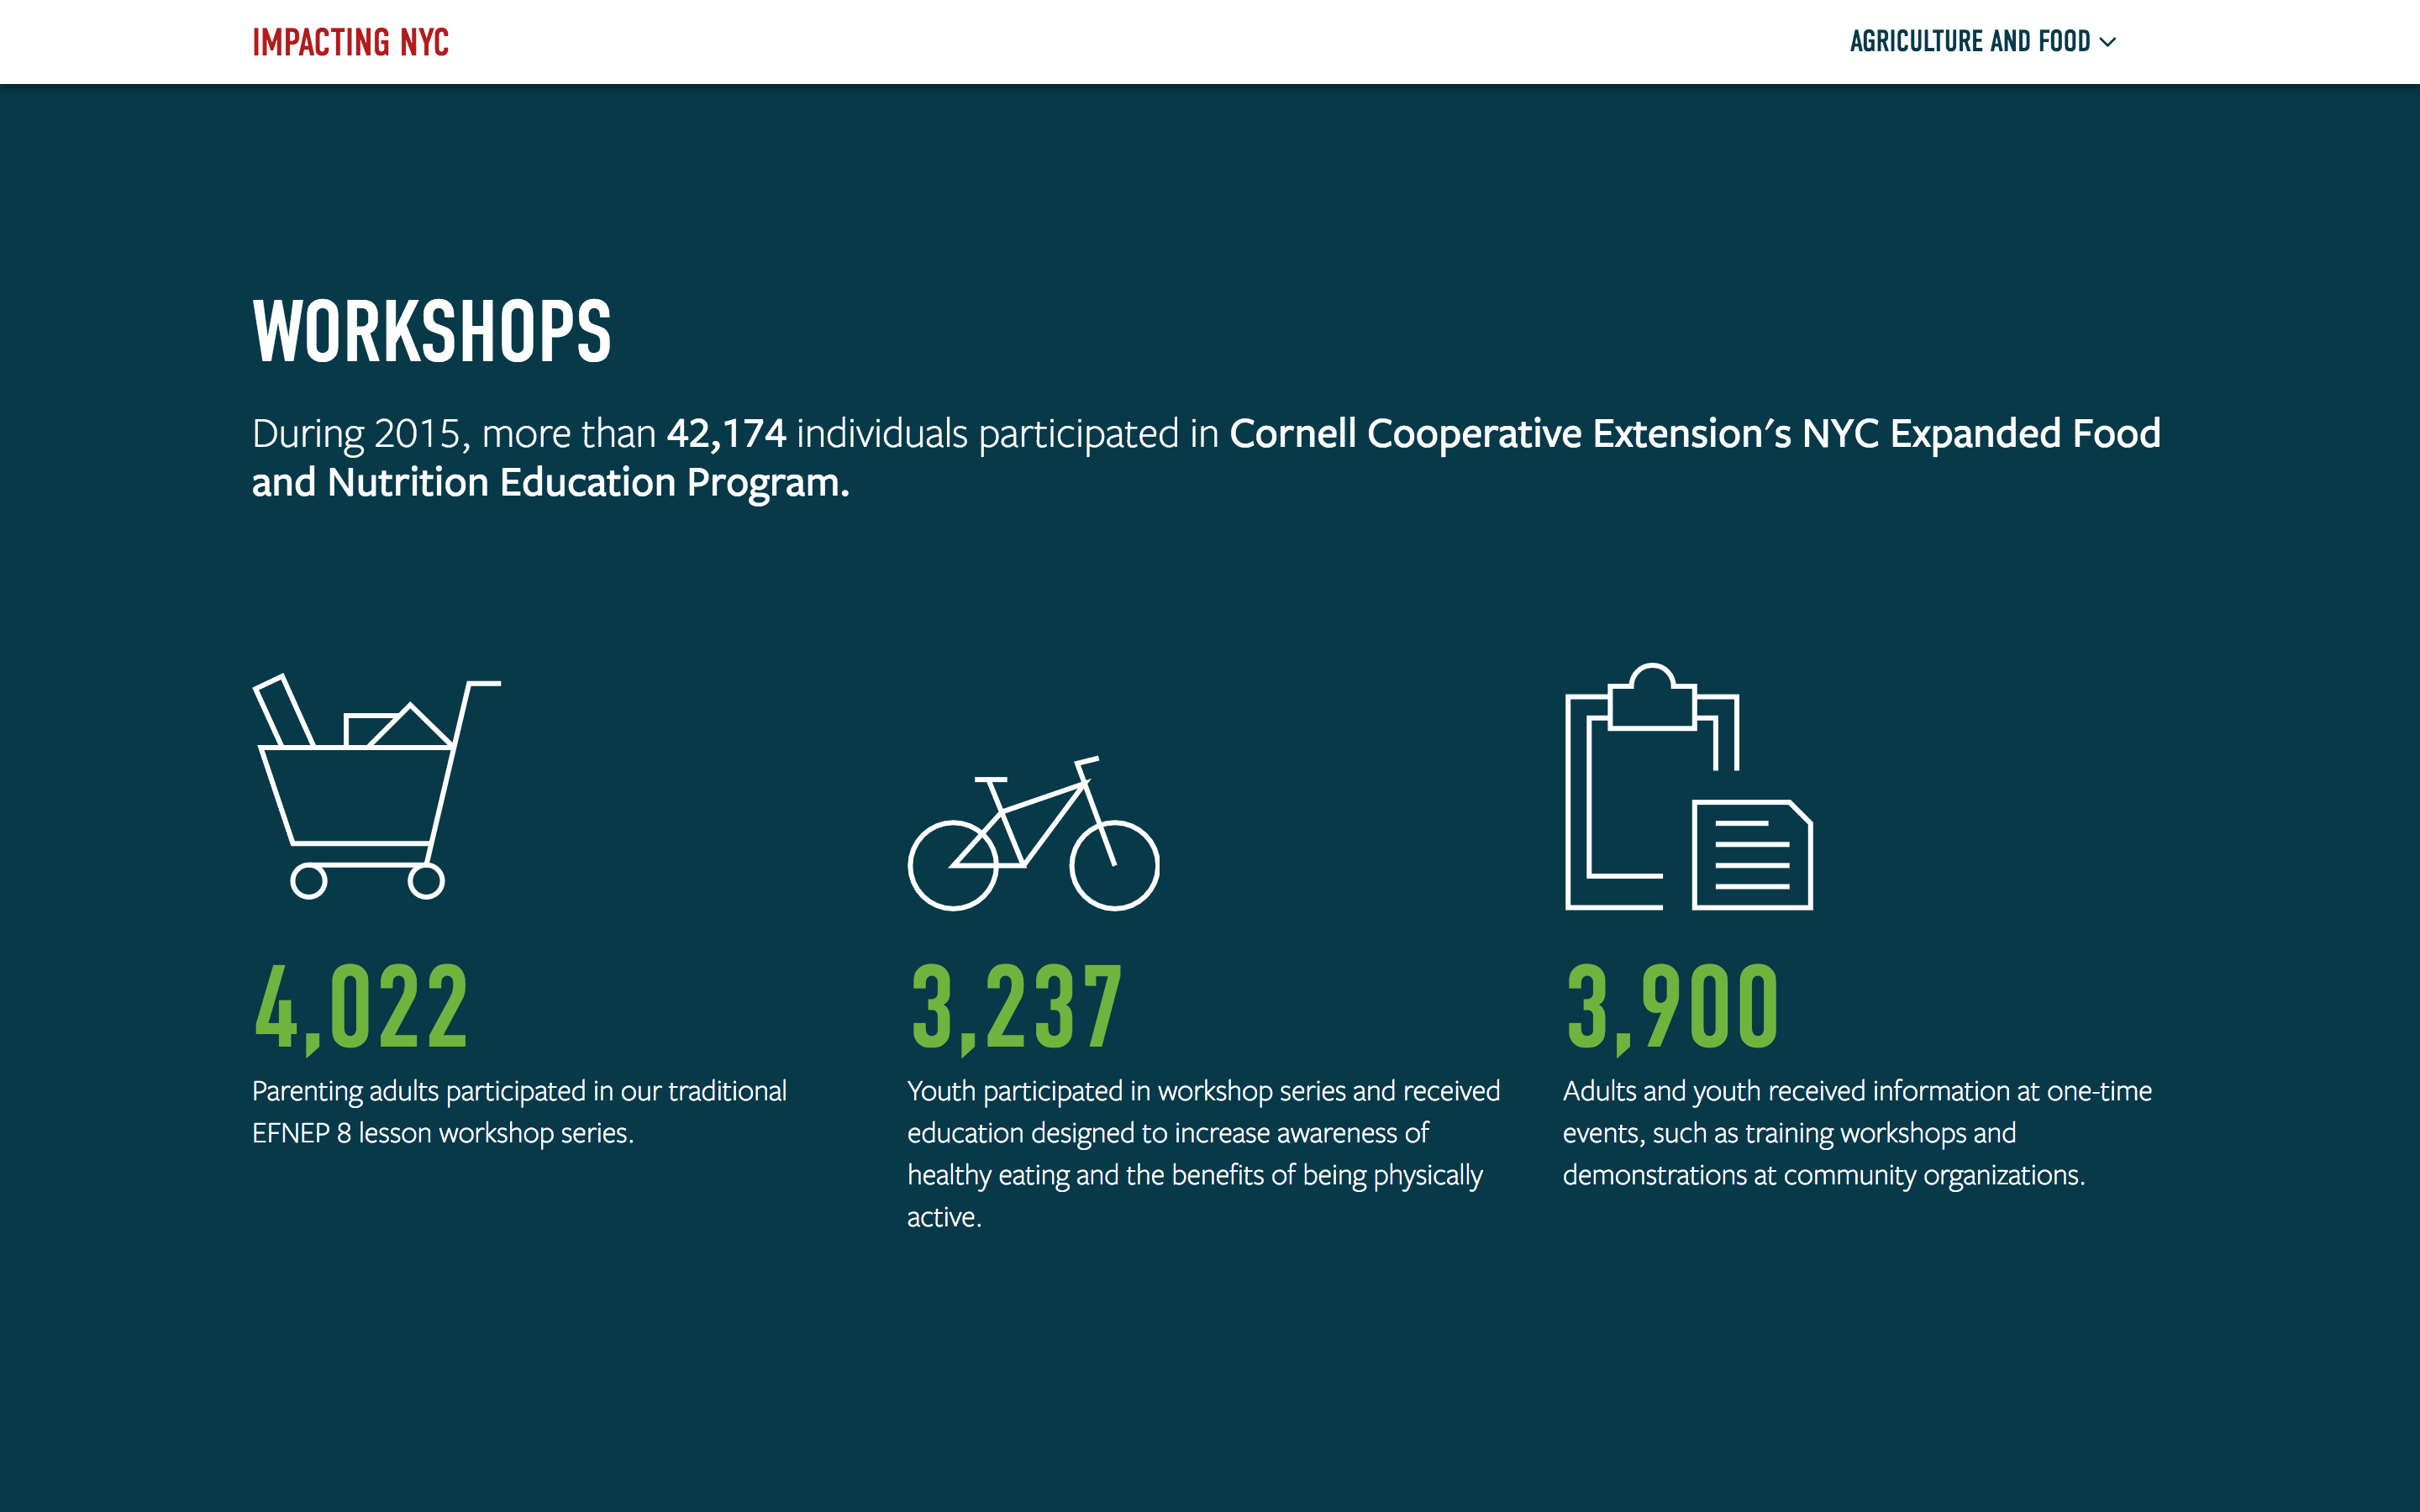 IMPACTING NYC
AGRICULTURE AND FOOD
WORKSHOPS
During 2015, more than 42,174 individuals participated in Cornell Cooperative Extension's NYC Expanded Food
and Nutrition Education Program.
4,022
Parenting adults participated in our traditional
EFNEP 8 lesson workshop series.
3,237
Youth participated in workshop series and received
education designed to increase awareness of
healthy eating and the benefits of being physically
active.
3,900
Adults and youth received information at one-time
events, such as training workshops and
demonstrations at community organizations.